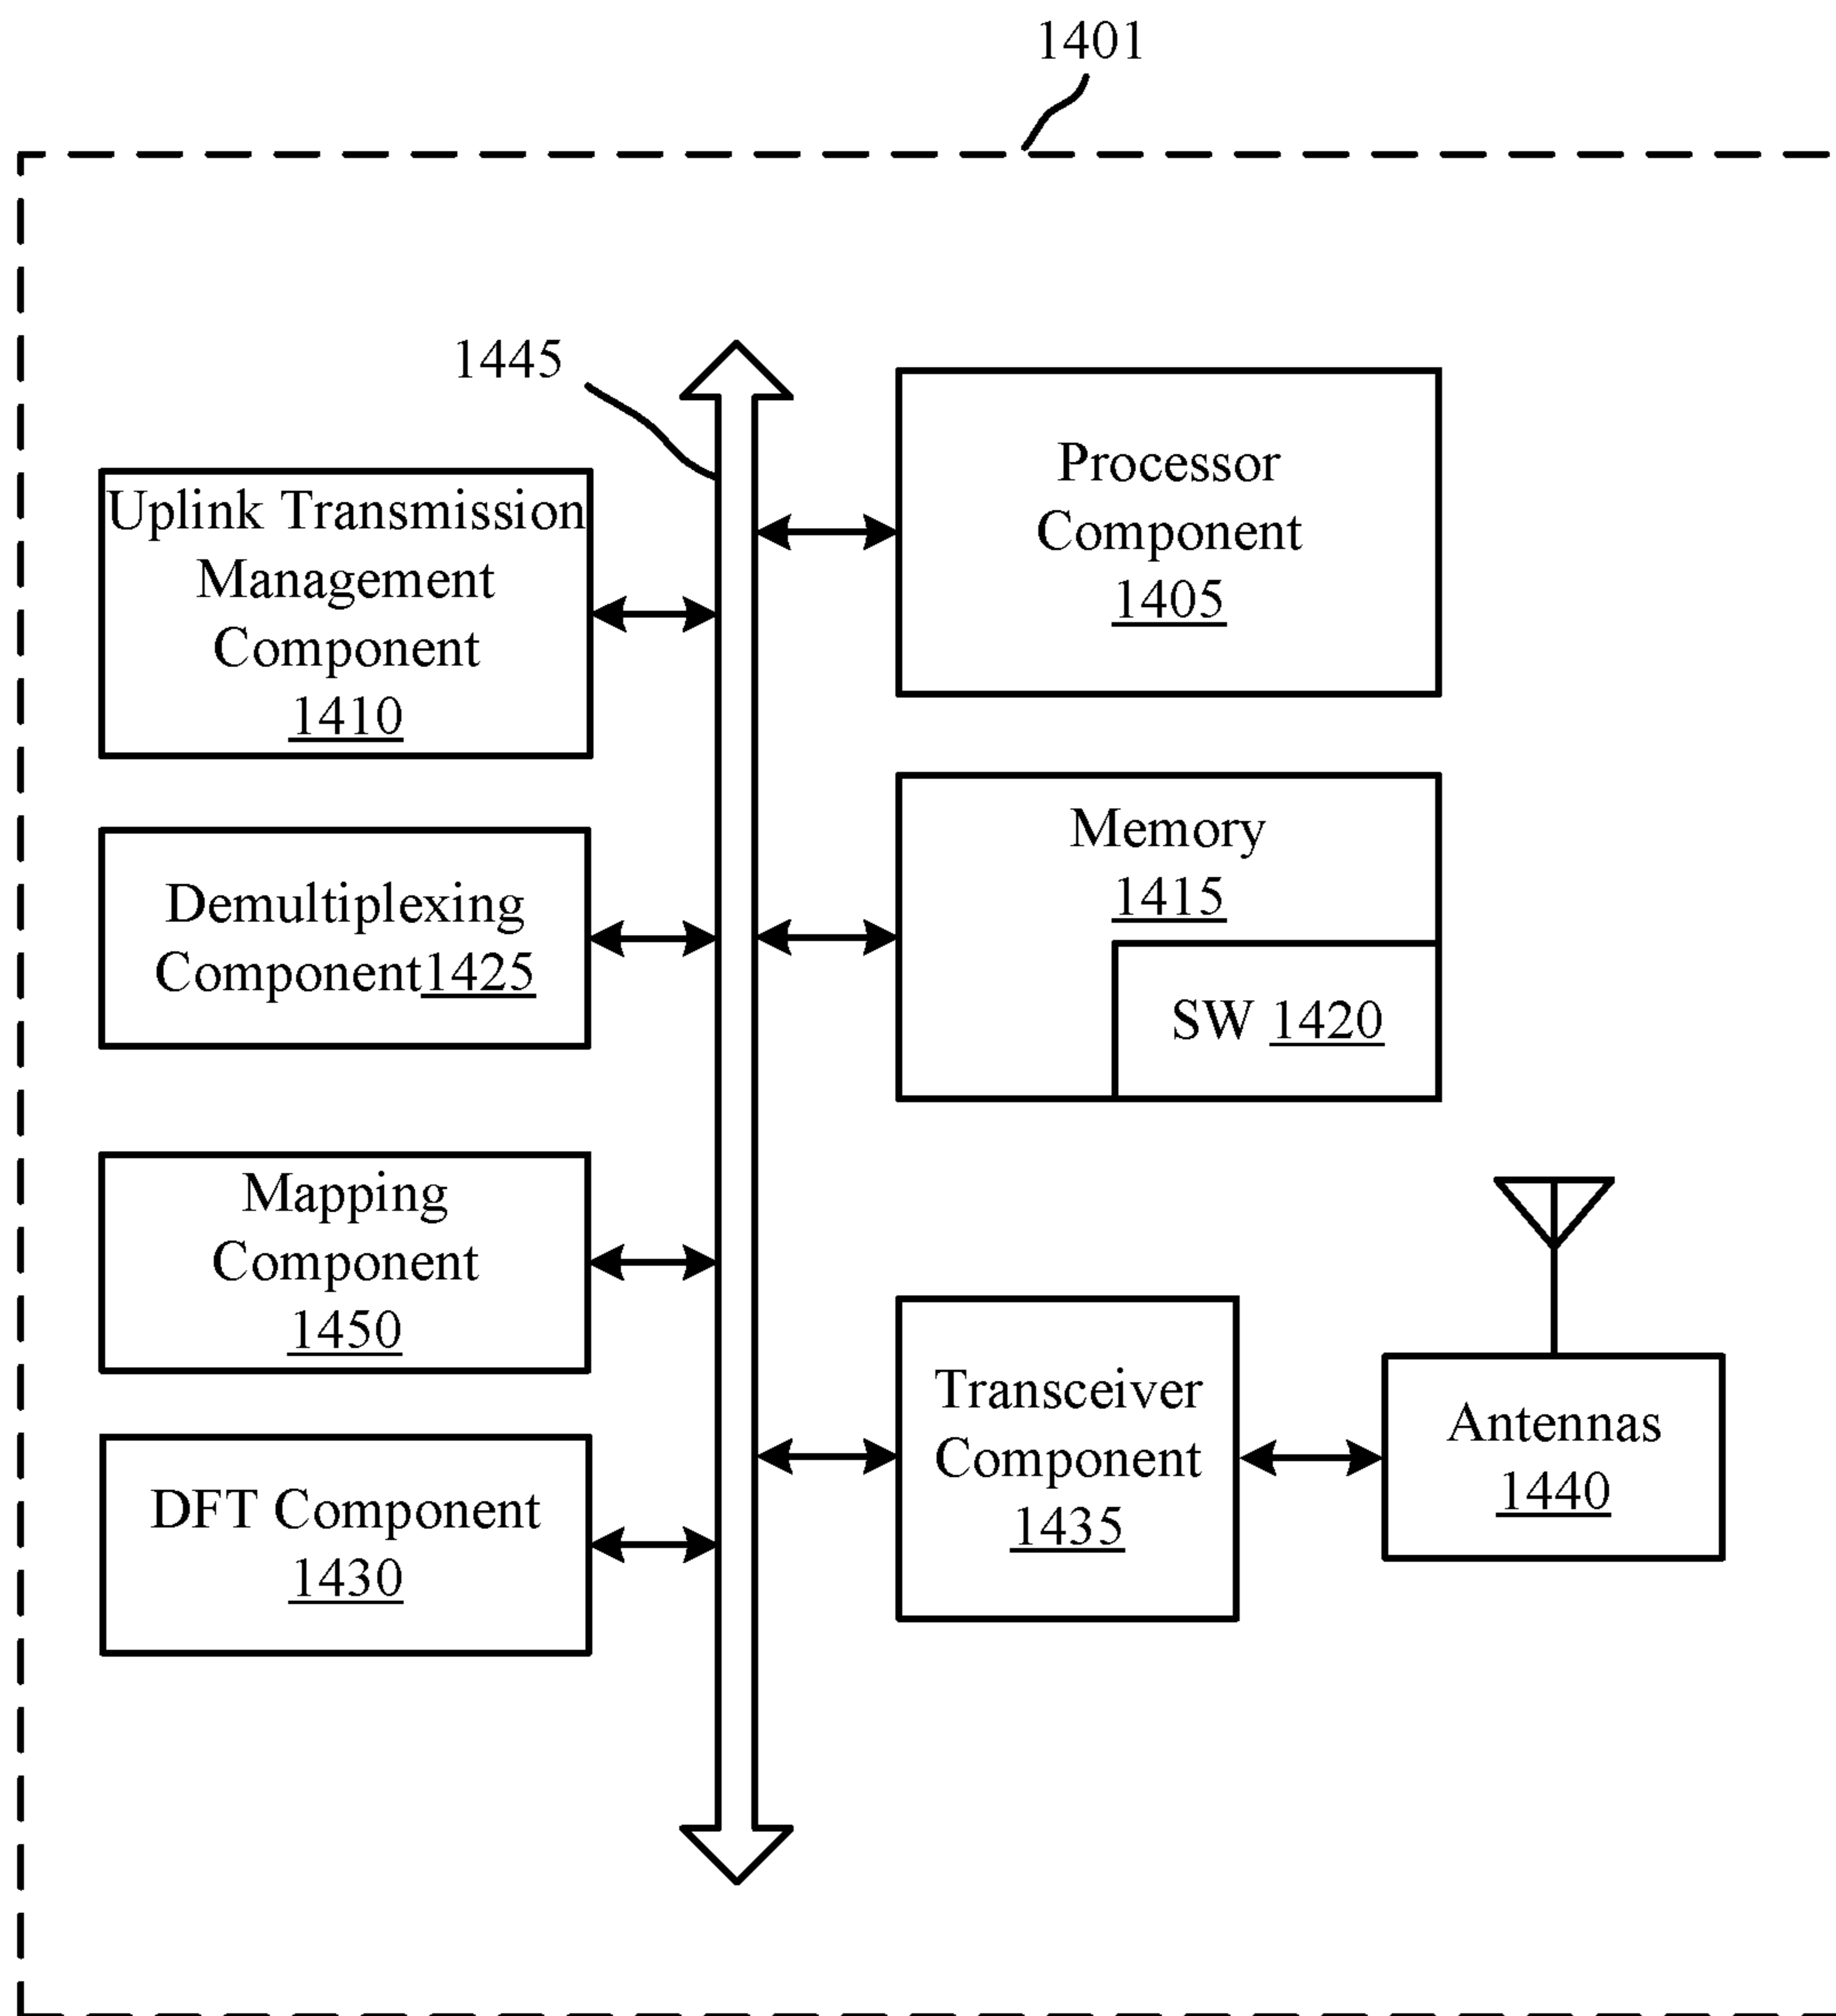 1401
1445
Uplink Transmission
Management
Component
1410
Processor
Component
1405
Demultiplexing
Component1425
Memory
1415
SW 1420
Mapping
Component
1450
Transceiver
Component
1435
Antennas
1440
DFT Component
1430